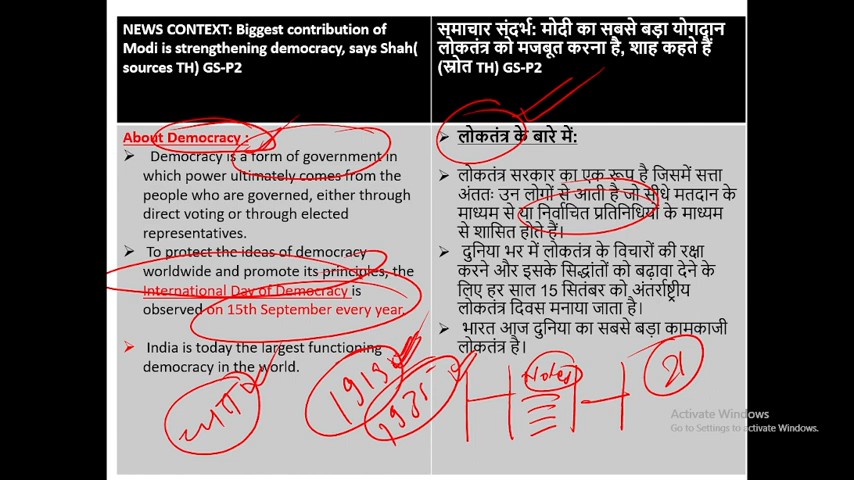 NEWS CONTEXT: Biggest contribution of
Modi is strengthening democracy, says Shah(
sources TH) GS-P2)
समाचार संदर्भ: मोदी का सबसे बड़ा योगदान
लोकतंत्र को मजबूत करना है, शाह कहते हैं
(स्रोत TH) GS-P2)
About Democracy :
Democracy is a form of government in
which power ultimately comes from the
people who are governed, either through
direct voting or through elected
representatives.
To protect the ideas of democracy
worldwide and promote its principles, the
International Day of Democracy is
observed on 15th September every year.
India is today the largest functioning
democracy in the world.
लोकतंत्र के बारे में:
लोकतंत्र सरकार का एक रूप है जिसमें सत्ता
अंततः उन लोगों से आती है जो सीधे मतदान के
माध्यम से या निर्वाचित प्रतिनिधियों के माध्यम
से शासित होते हैं।
दुनिया भर में लोकतंत्र के विचारों की रक्षा
करने और इसके सिद्धांतों को बढ़ावा देने के
लिए हर साल 15 सितंबर को अंतर्राष्ट्रीय
लोकतंत्र दिवस मनाया जाता है।
भारत आज दुनिया का सबसे बड़ा कामकाजी
लोकतंत्र है।
Notes
Activate Windows
Go to Settings to activate Windows.